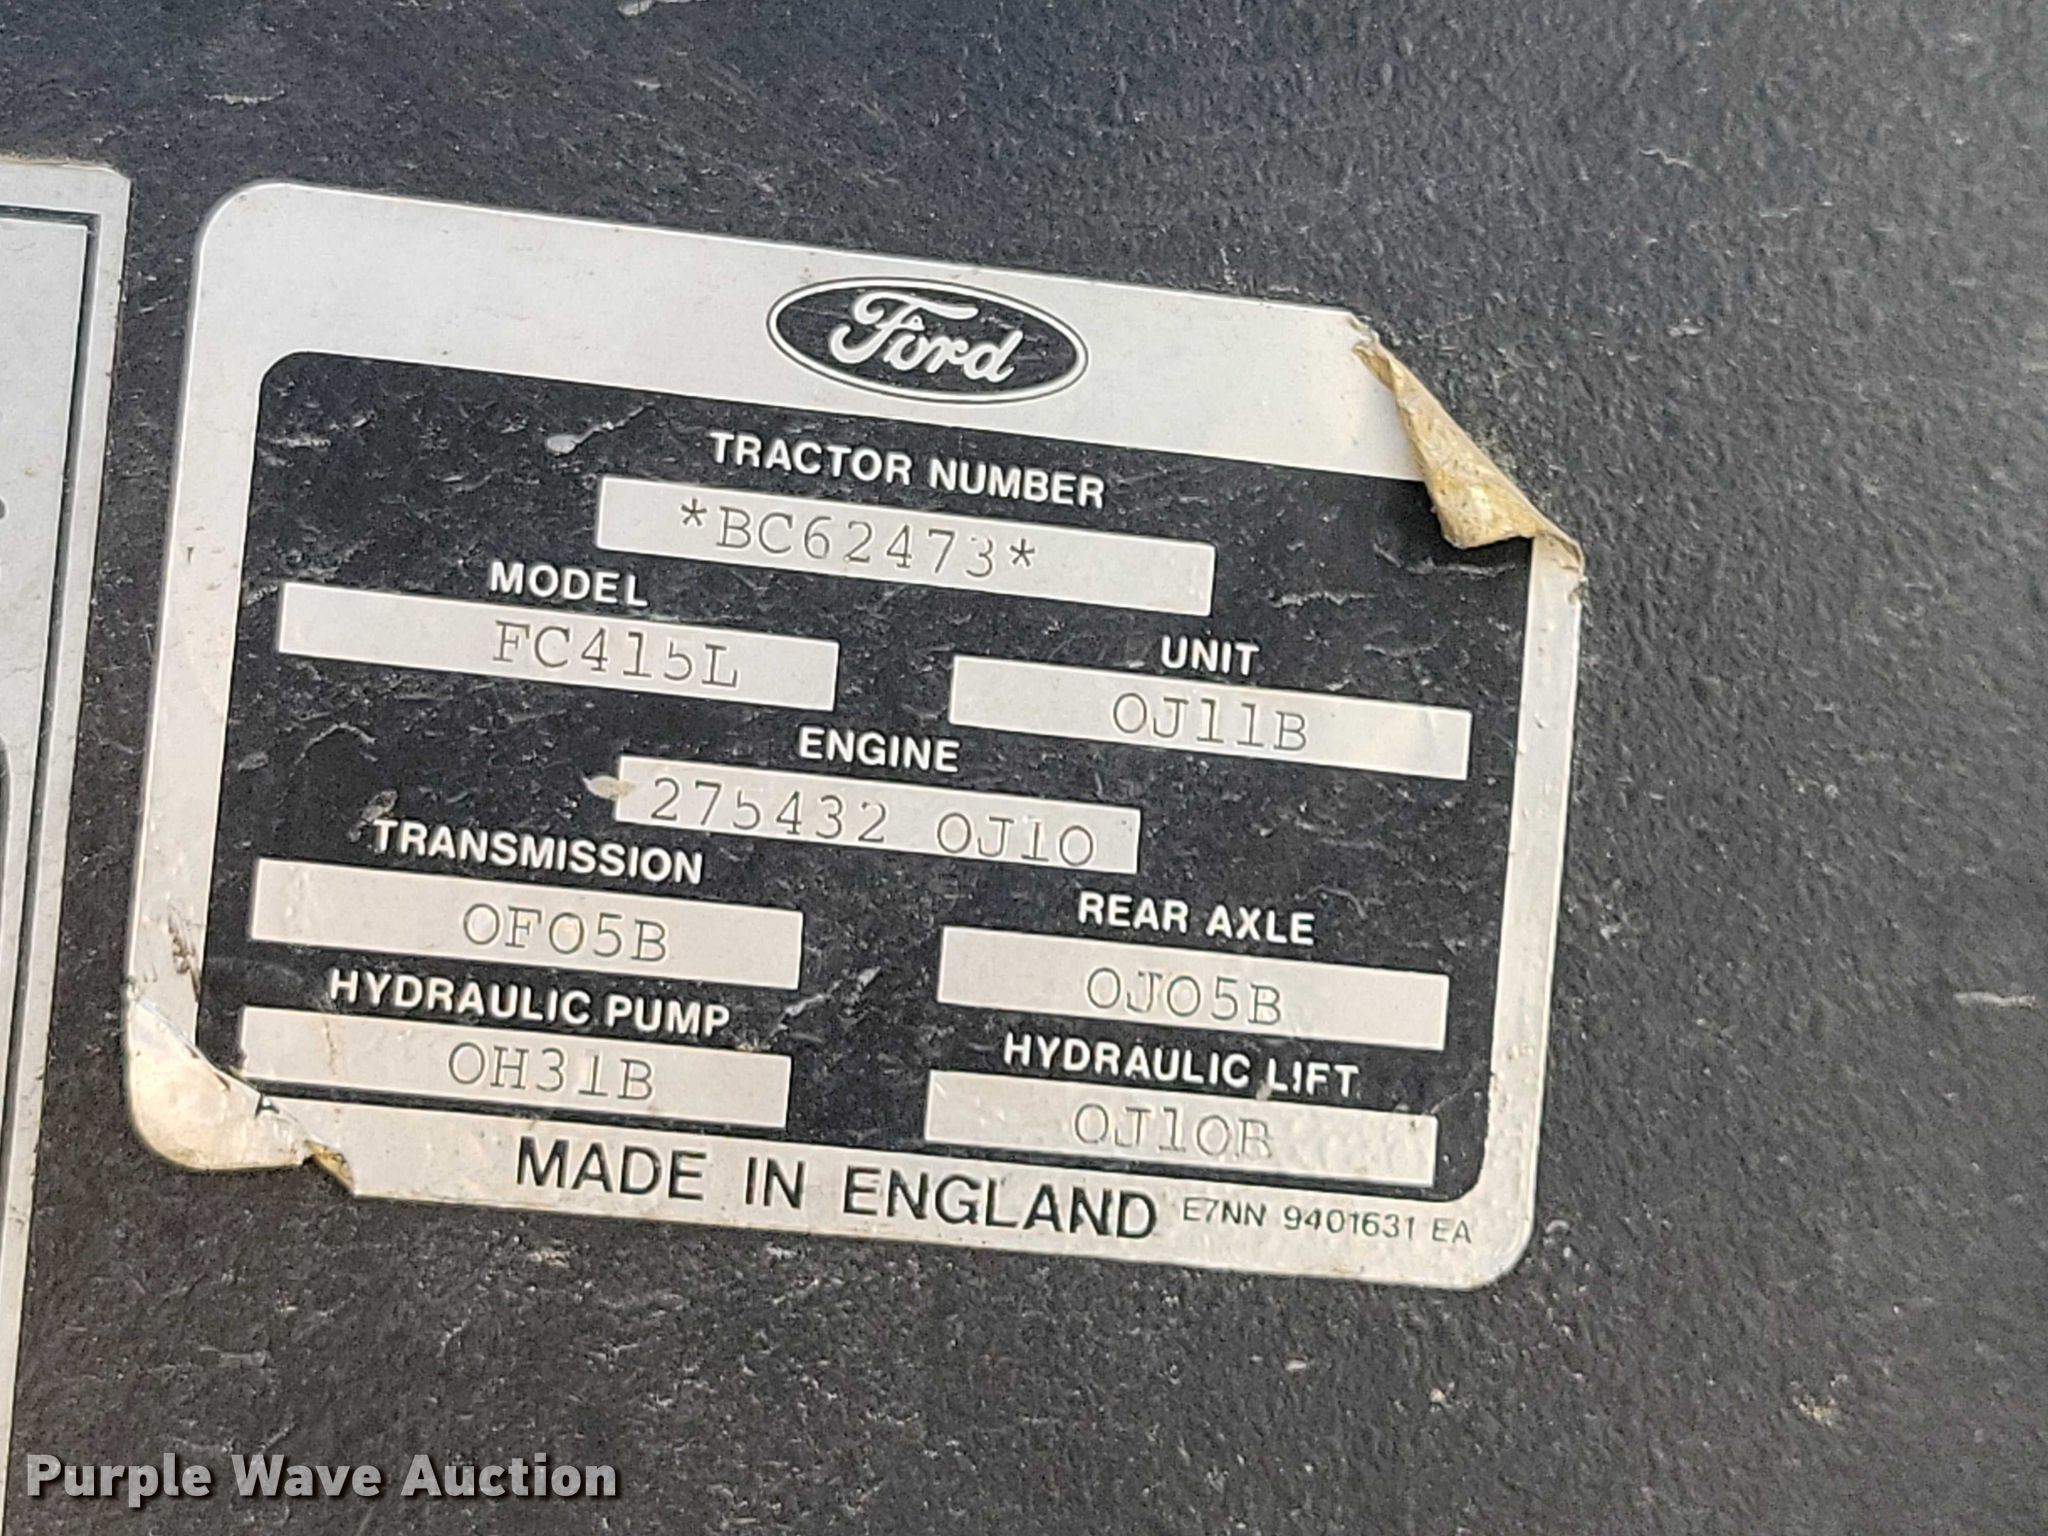 Ford
TRACTOR NUMBER
*BC62473*
MODEL
FC415L
UNIT
0J11B
ENGINE
275432 0J10
TRANSMISSION
0F05B
REAR AXLE
0J05B
HYDRAULIC PUMP
0H31B
HYDRAULIC LIFT
0J10B
MADE IN ENGLAND E7NN 9401631 EA
Purple Wave Auction